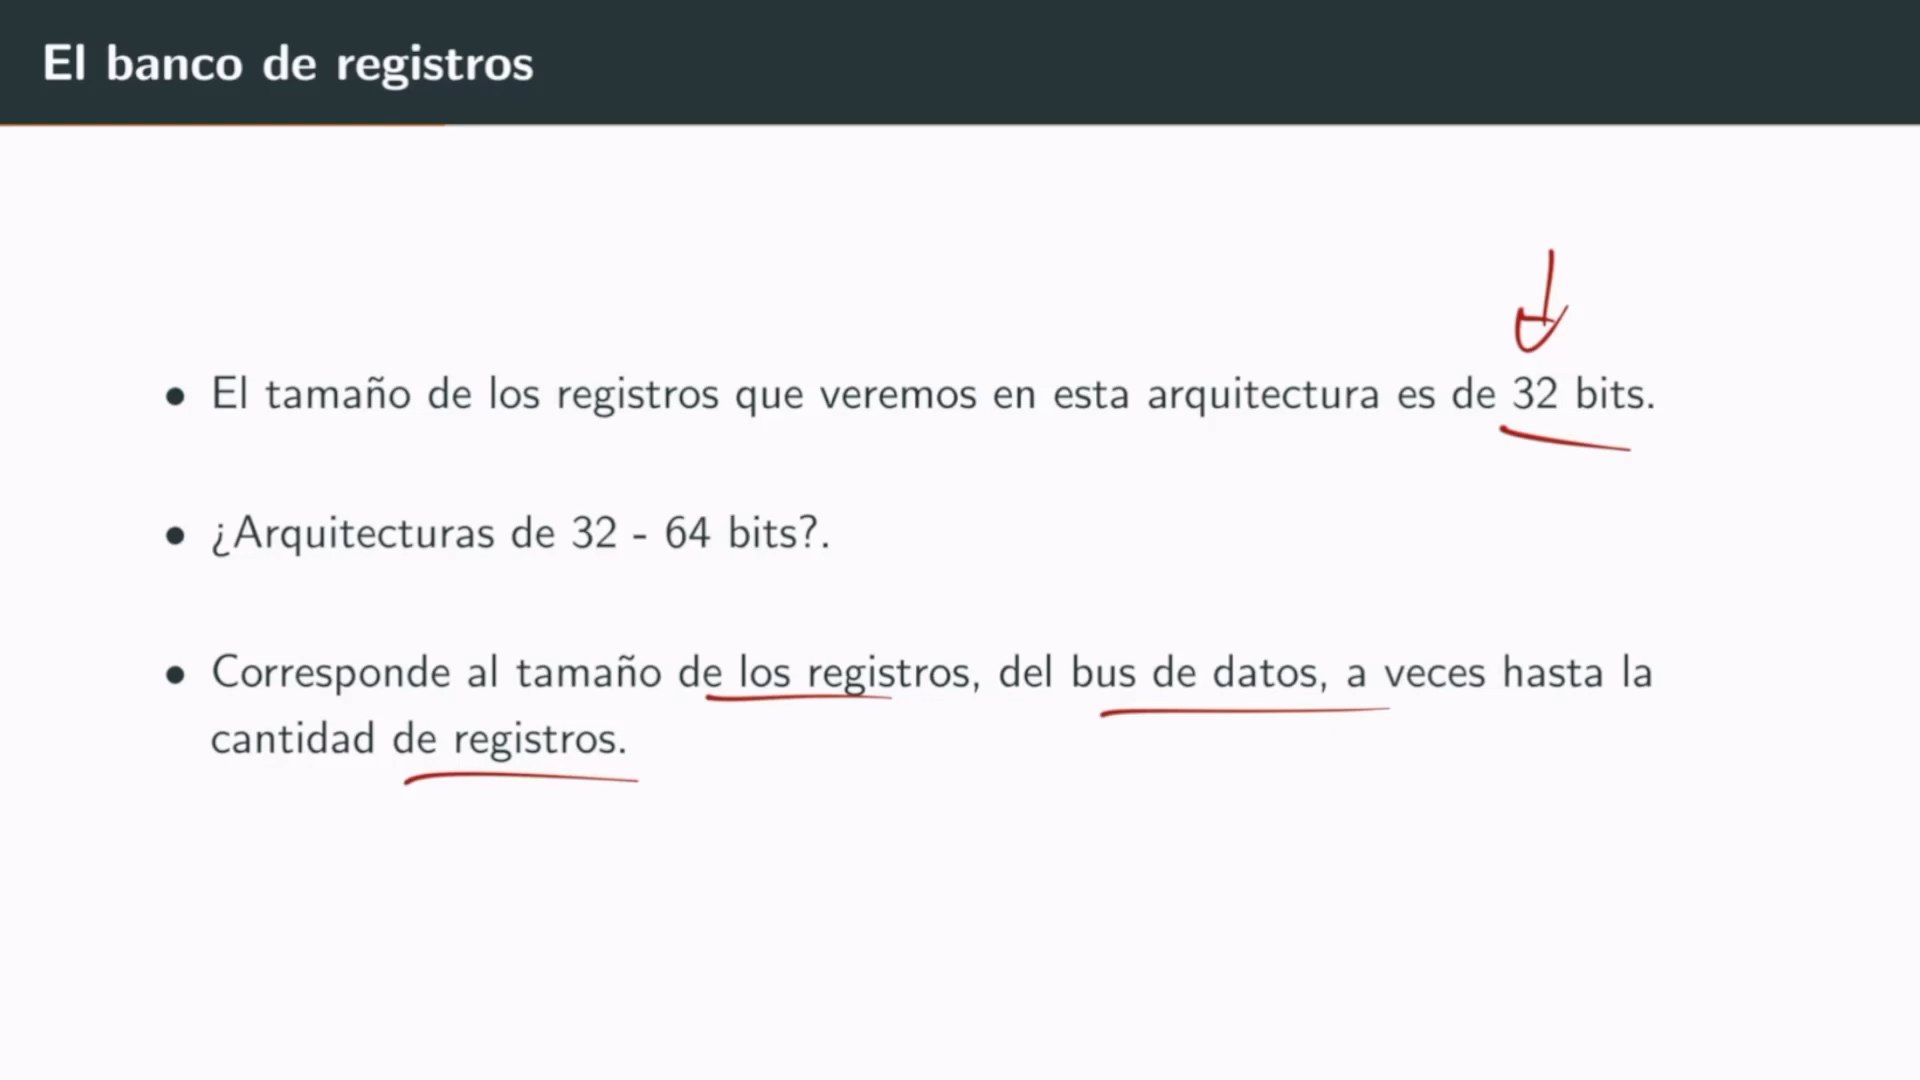 El banco de registros
• El tamaño de los registros que veremos en esta arquitectura es de 32 bits.
• ¿Arquitecturas de 32 - 64 bits?.
• Corresponde al tamaño de los registros, del bus de datos, a veces hasta la
cantidad de registros.